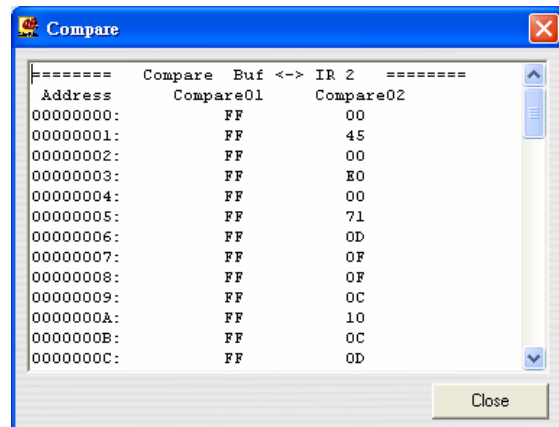 Compare
======== Compare Buf <-> IR 2 ========
Address Compare01 Compare02
00000000: FF 00
00000001: FF 45
00000002: FF 00
00000003: FF E0
00000004: FF 00
00000005: FF 71
00000006: FF 0D
00000007: FF 0F
00000008: FF 0F
00000009: FF 0C
0000000A: FF 10
0000000B: FF 0C
0000000C: FF 0D
Close